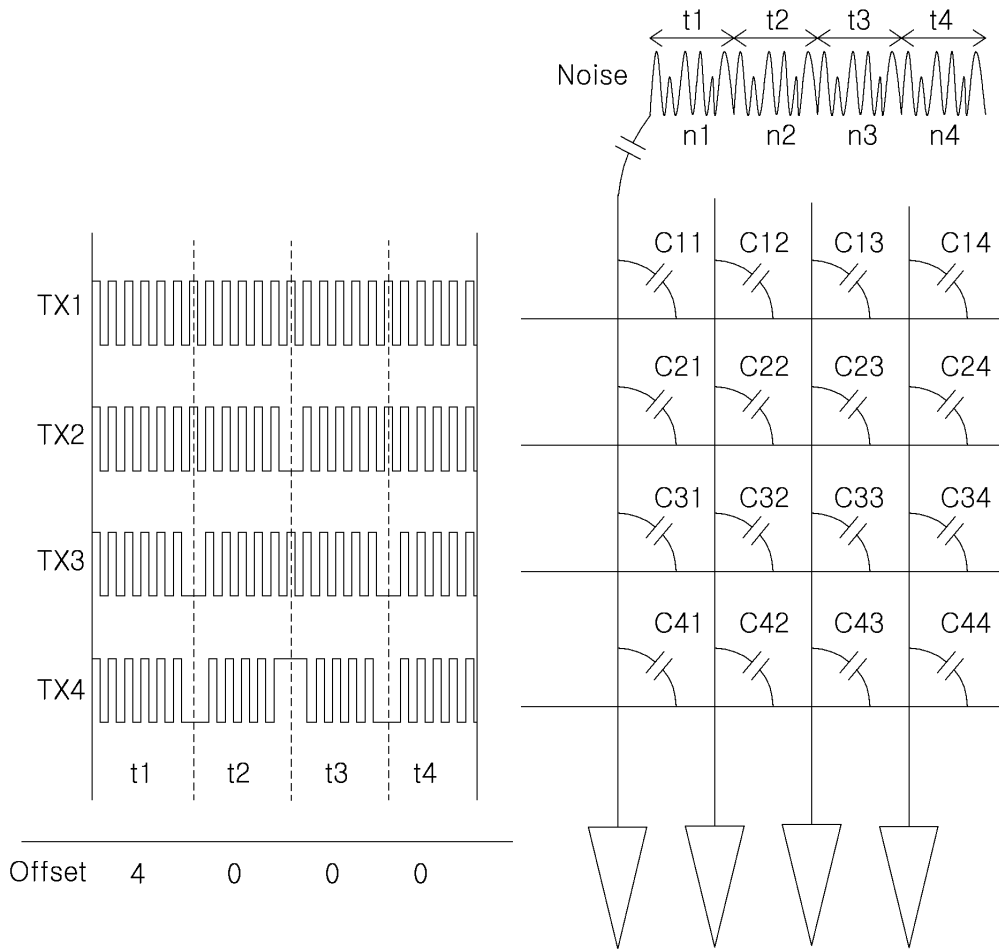 t1 t2 t3 t4
Noise
n1 n2 n3 n4
C11 C12 C13 C14
TX1
C21 C22 C23 C24
TX2
C31 C32 C33 C34
TX3
C41 C42 C43 C44
TX4
t1 t2 t3 t4
Offset 4 0 0 0